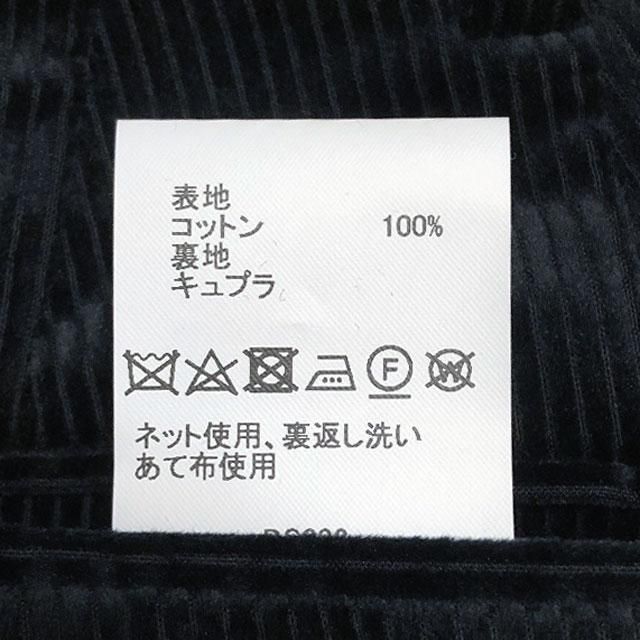 表地
コットン 100%
裏地
キュプラ
F
W
ネット使用、裏返し洗い
あて布使用